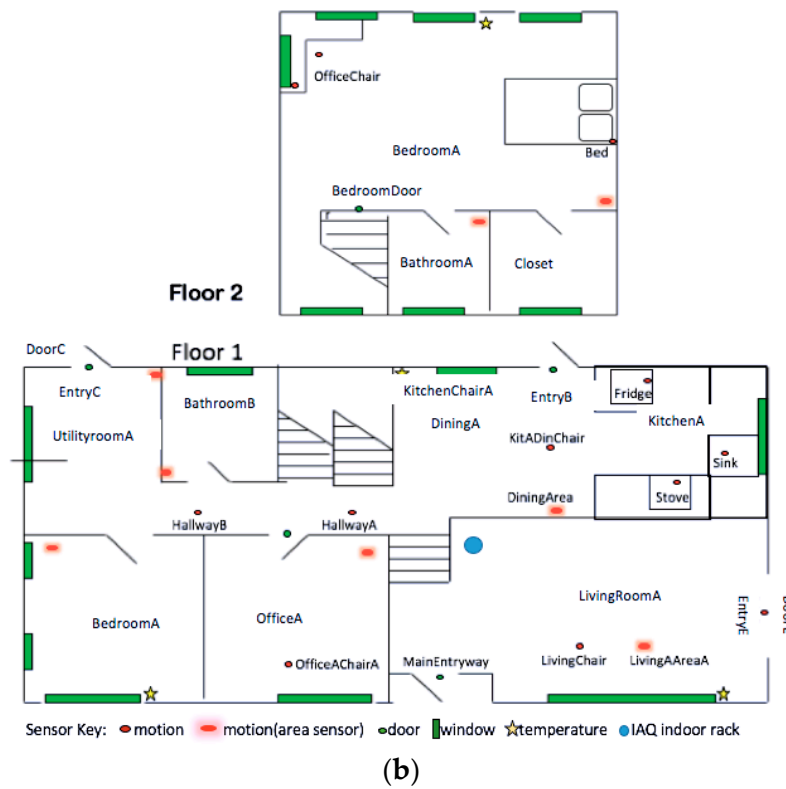 OfficeChair
BedroomA
Bed
BedroomDoor
BathroomA
Closet
Floor 2
Floor 1
DoorC
EntryC
BathroomB
KitchenChairA
EntryB
Fridge
UtilityroomA
DiningA
KitchenA
KitADinChair
Sink
DiningArea
Stove
HallwayB
HallwayA
BedroomA
OfficeA
LivingRoomA
EntryE
OfficeAChairA
MainEntryway
LivingChair
LivingAAreaA
Sensor Key: motion motion(area sensor) door window temperature IAQ indoor rack
(b)